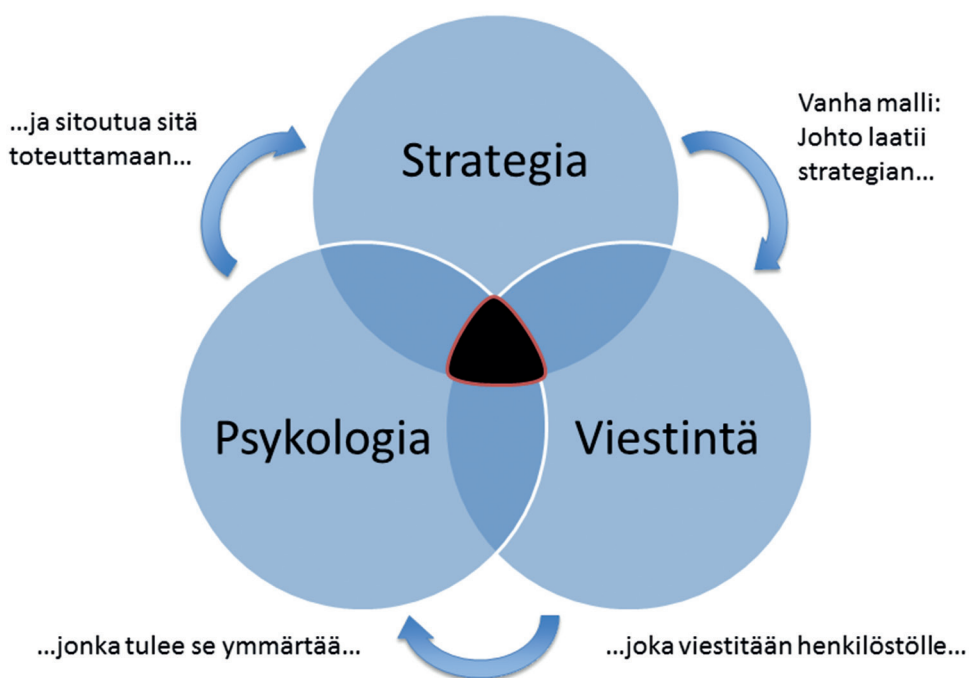 ...ja sitoutua sitä
toteuttamaan...
Strategia
Vanha malli:
Johto laatii
strategian...
Psykologia
Viestintä
...jonka tulee se ymmärtää...
...joka viestitään henkilöstölle...